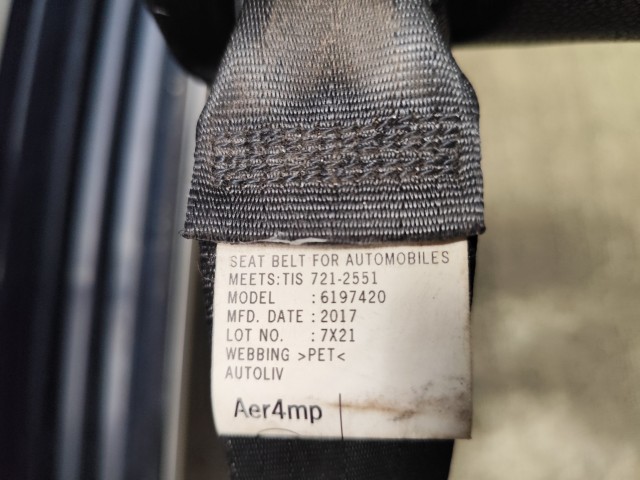 SEAT BELT FOR AUTOMOBILES
MEETS:TIS 721-2551
MODEL : 6197420
MFD. DATE : 2017
LOT NO. : 7X21
WEBBING >PET<
AUTOLIV
Aer4mp